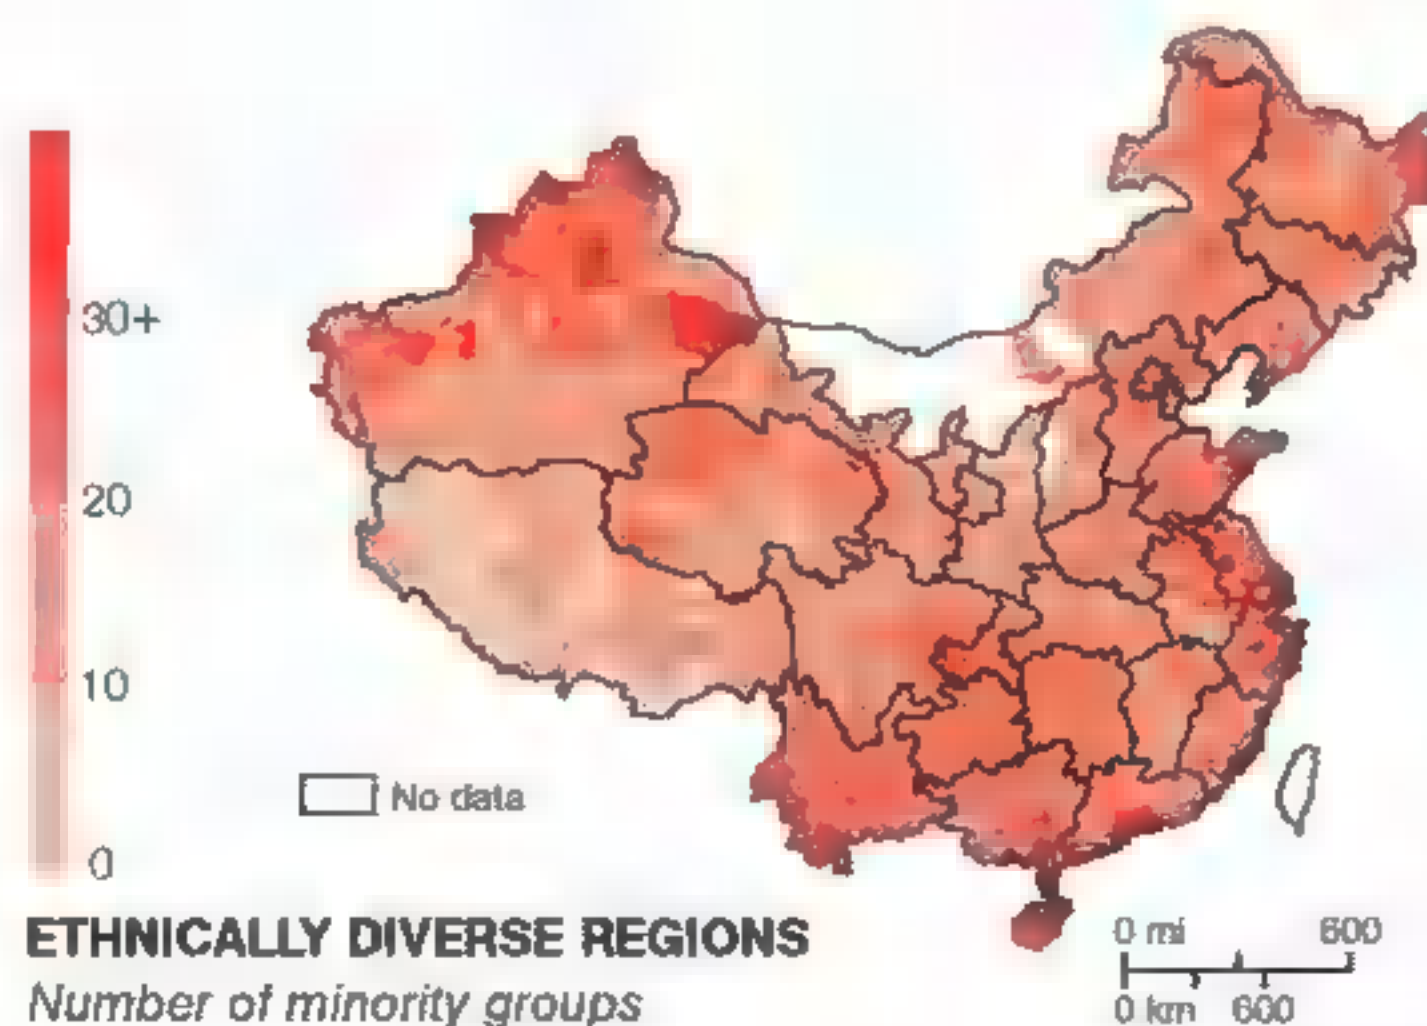 30+
20
10
0
No data
ETHNICALLY DIVERSE REGIONS
Number of minority groups
0 mi 600
0 km 600